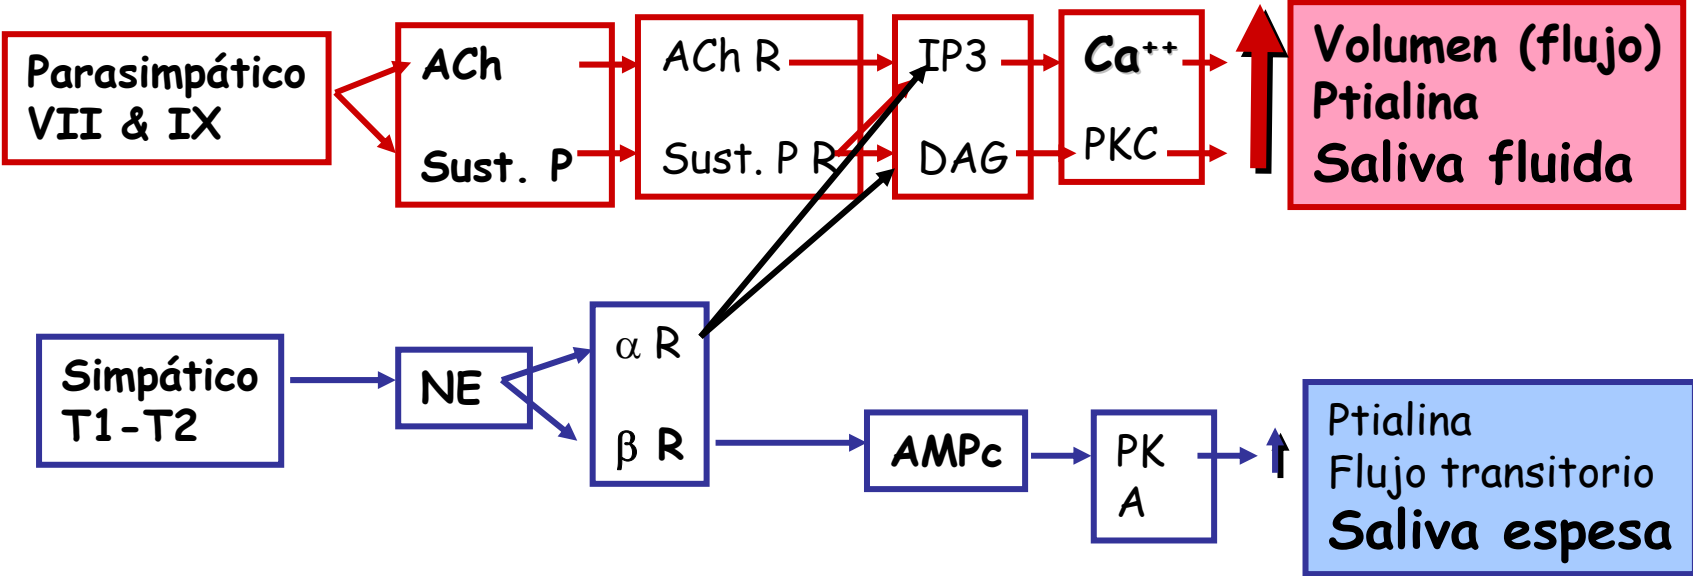 Parasimpático
VII & IX
ACh
Sust. P
ACh R
Sust. P R
IP3
DAG
Ca++
PKC
Volumen (flujo)
Ptialina
Saliva fluida
Simpático
T1-T2
NE
α R
β R
AMPc
PK
A
Ptialina
Flujo transitorio
Saliva espesa